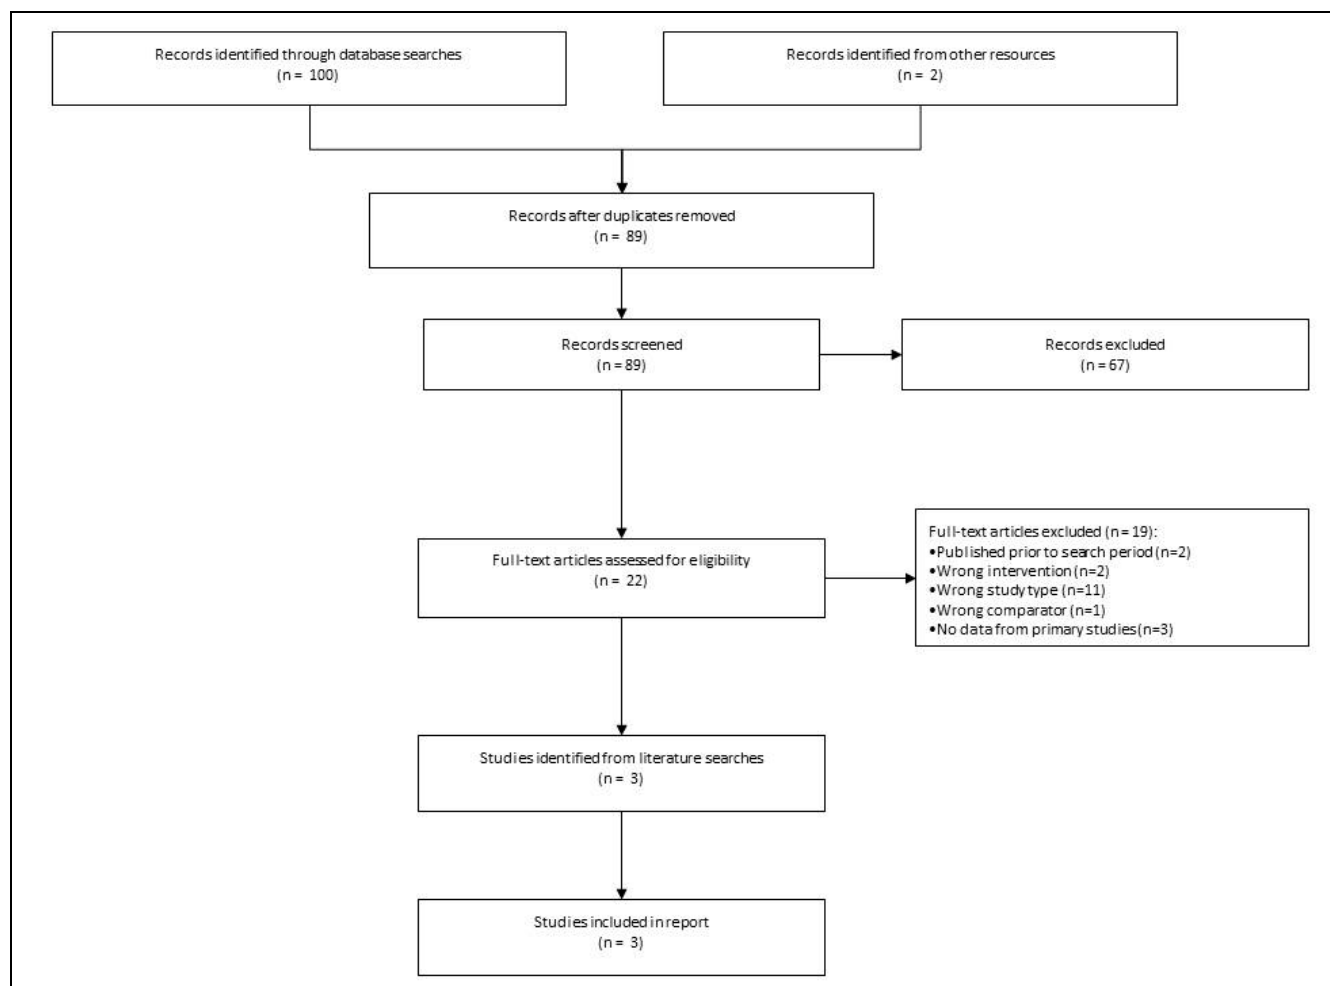 Records identified through database searches
(n = 100)
Records identified from other resources
(n = 2)
Records after duplicates removed
(n = 89)
Records screened
(n = 89)
Records excluded
(n = 67)
Full-text articles assessed for eligibility
(n = 22)
Full-text articles excluded (n = 19):
•Published prior to search period (n=2)
•Wrong intervention (n=2)
•Wrong study type (n=11)
•Wrong comparator (n=1)
•No data from primary studies (n=3)
Studies identified from literature searches
(n = 3)
Studies included in report
(n = 3)